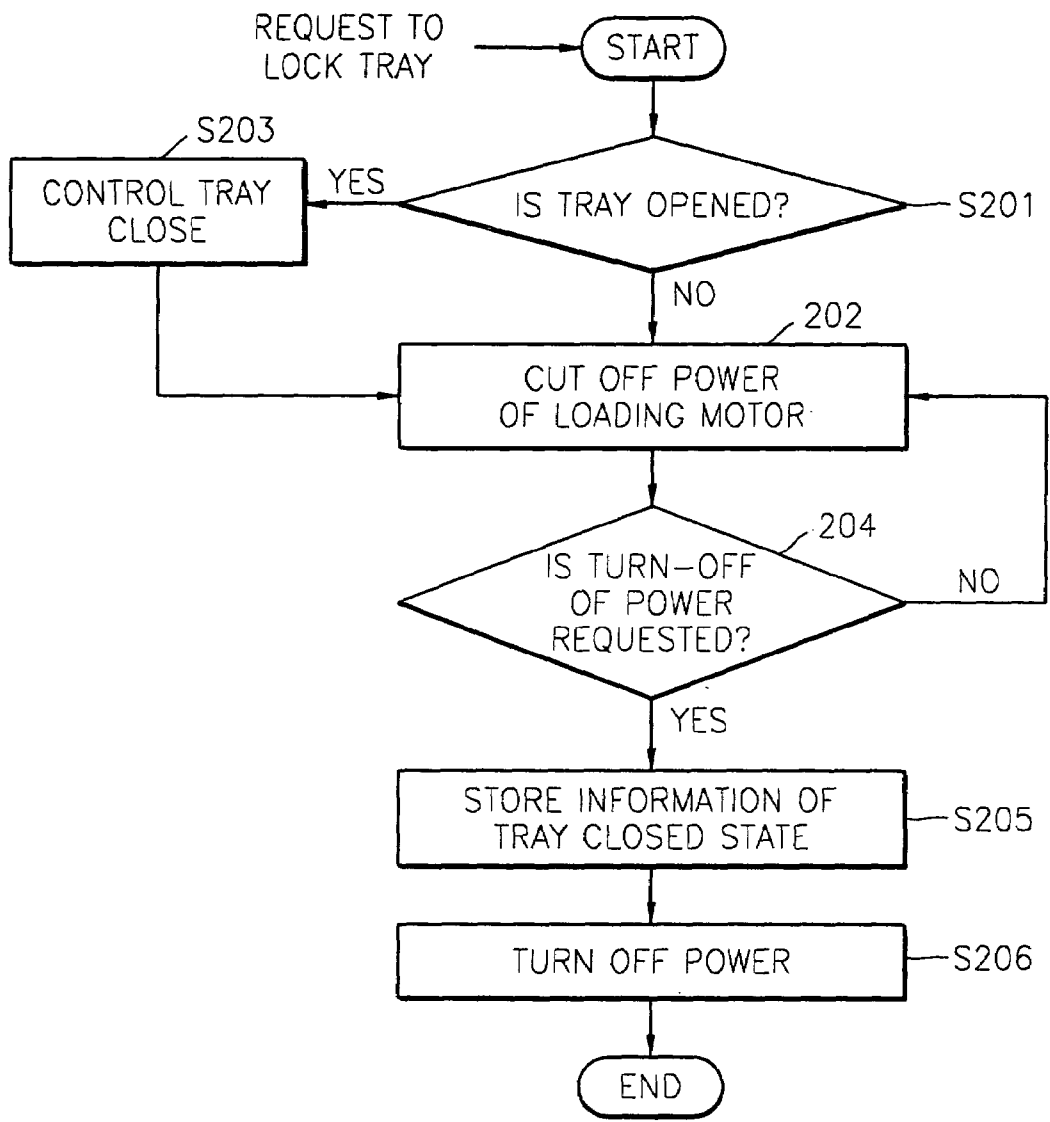 REQUEST TO
LOCK TRAY
START
S203
CONTROL TRAY
CLOSE
YES
IS TRAY OPENED?
S201
NO
202
CUT OFF POWER
OF LOADING MOTOR
204
IS TURN-OFF
OF POWER
REQUESTED?
NO
YES
STORE INFORMATION OF
TRAY CLOSED STATE
S205
TURN OFF POWER
S206
END